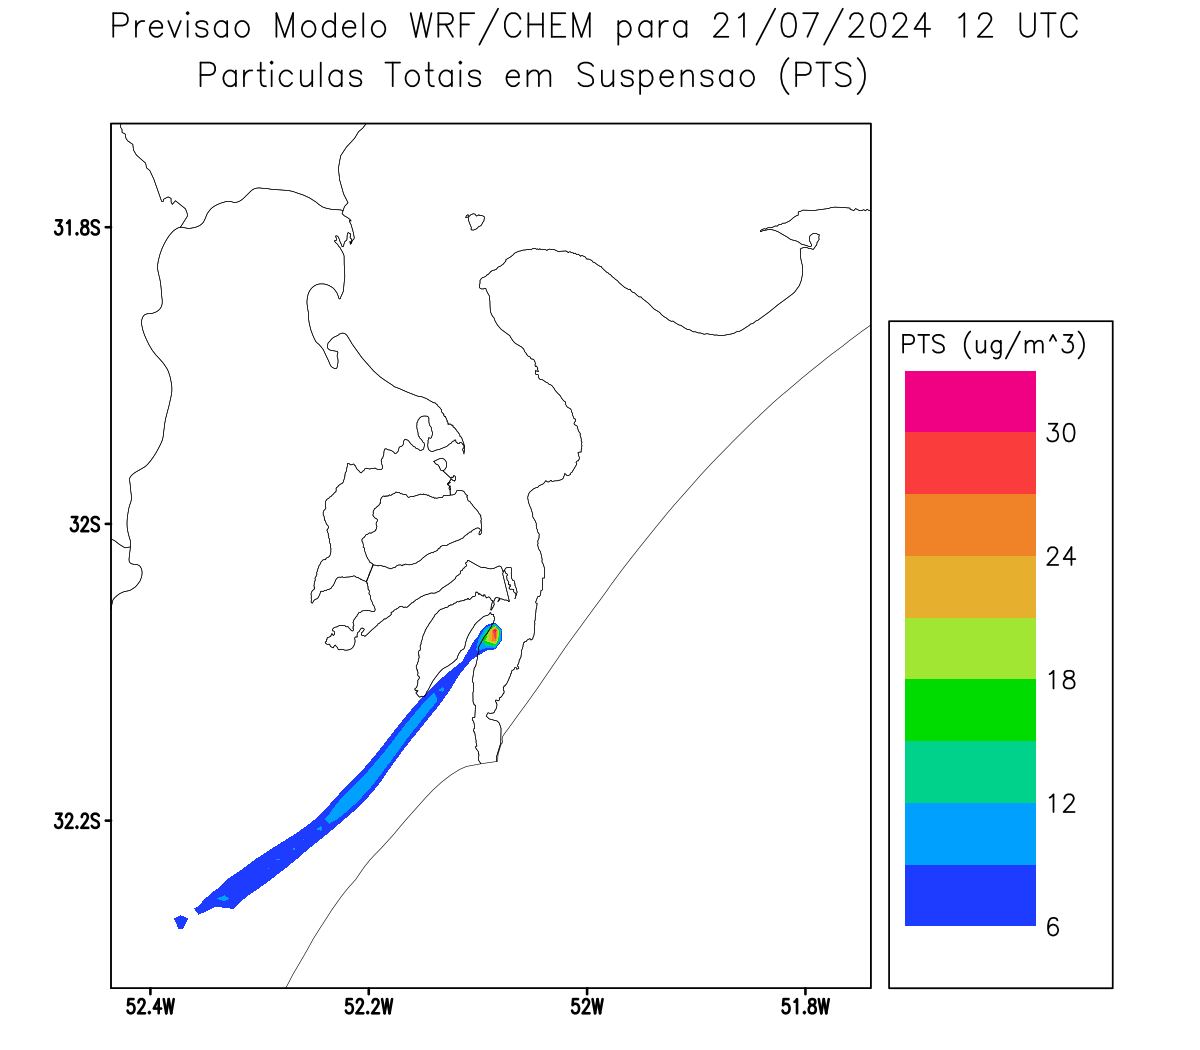 Previsao Modelo WRF/CHEM para 21/07/2024 12 UTC
Particulas Totais em Suspensao (PTS)
31.8S
32S
32.2S
52.4W
52.2W
52W
51.8W
PTS (ug/m^3)
30
24
18
12
6